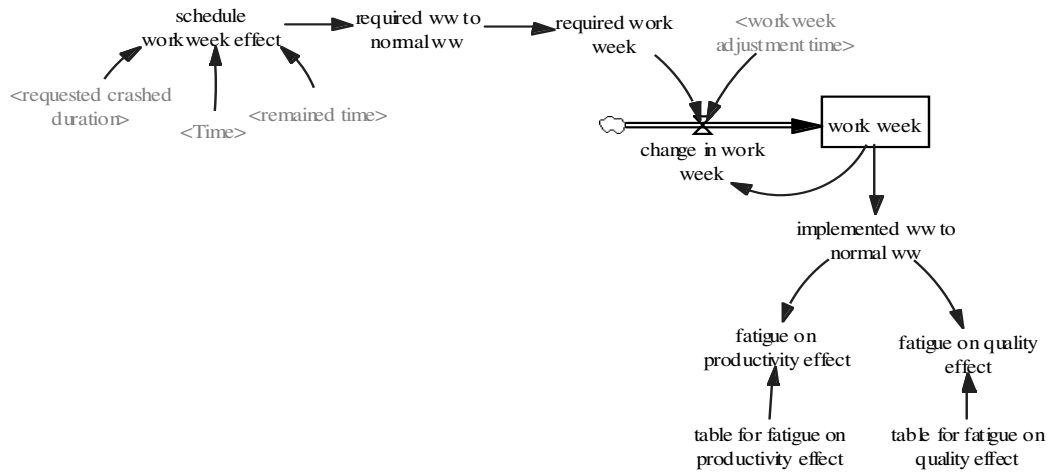 schedule
workweek effect
required ww to
normal ww
required work
week
<workweek
adjustment time>
<requested crashed
duration>
<Time>
<remained time>
work week
change in work
week
implemented ww to
normal ww
fatigue on
productivity effect
fatigue on quality
effect
table for fatigue on
productivity effect
table for fatigue on
quality effect